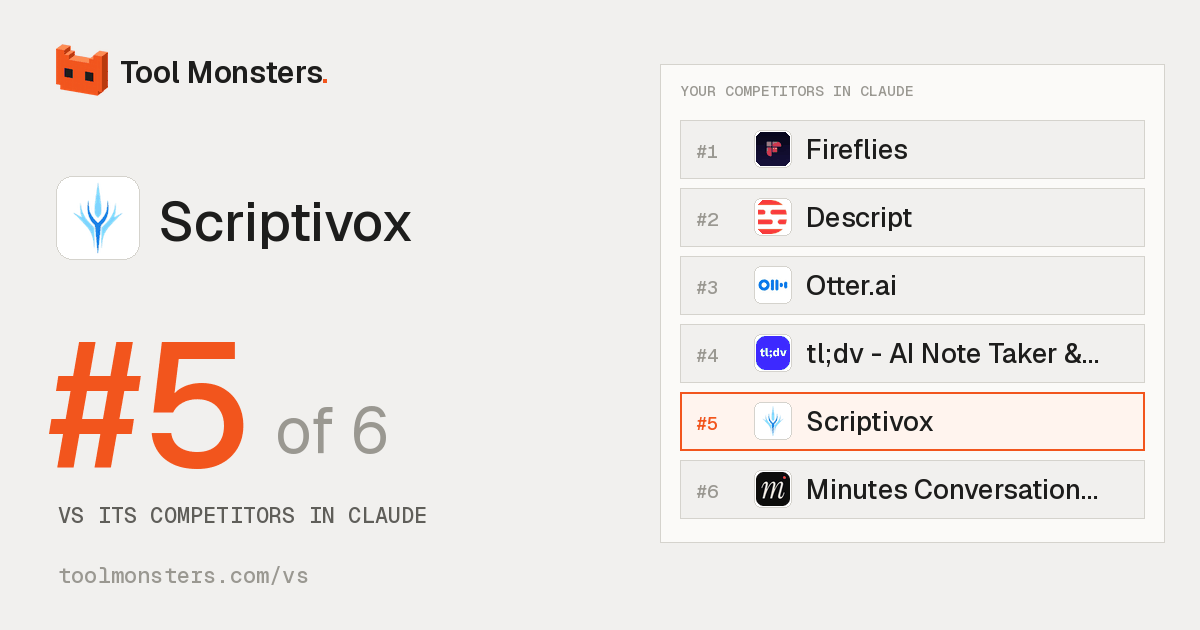 Tool Monsters.
Scriptivox
#5 of 6
VS ITS COMPETITORS IN CLAUDE
toolmonsters.com/vs
YOUR COMPETITORS IN CLAUDE
#1 Fireflies
#2 Descript
#3 Otter.ai
#4 tl;dv tl;dv - AI Note Taker &...
#5 Scriptivox
#6 m Minutes Conversation...